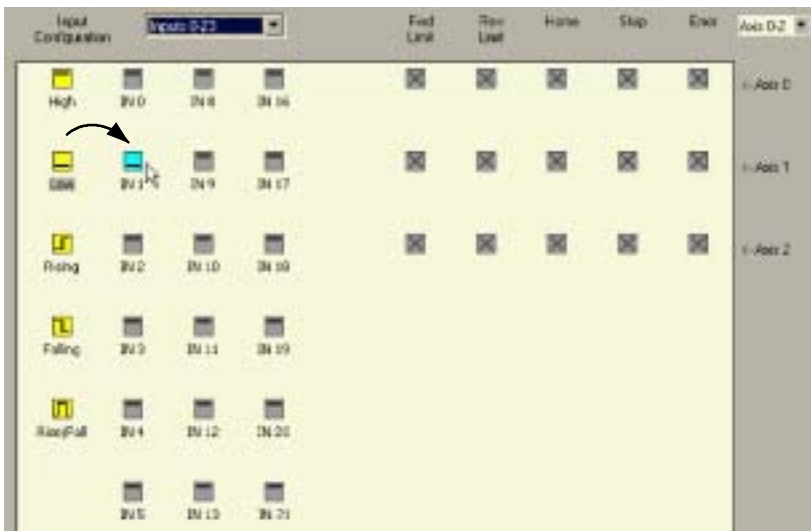 Input Configuration
Inputs 0-23
Fwd Limit
Rev Limit
Home
Stop
Error
Axis 0-2
High
IN 0
IN 8
IN 16
<- Axis 0
Low
IN 1
IN 9
IN 17
<- Axis 1
Rising
IN 2
IN 10
IN 18
<- Axis 2
Falling
IN 3
IN 11
IN 19
Rise/Fall
IN 4
IN 12
IN 20
IN 5
IN 13
IN 21